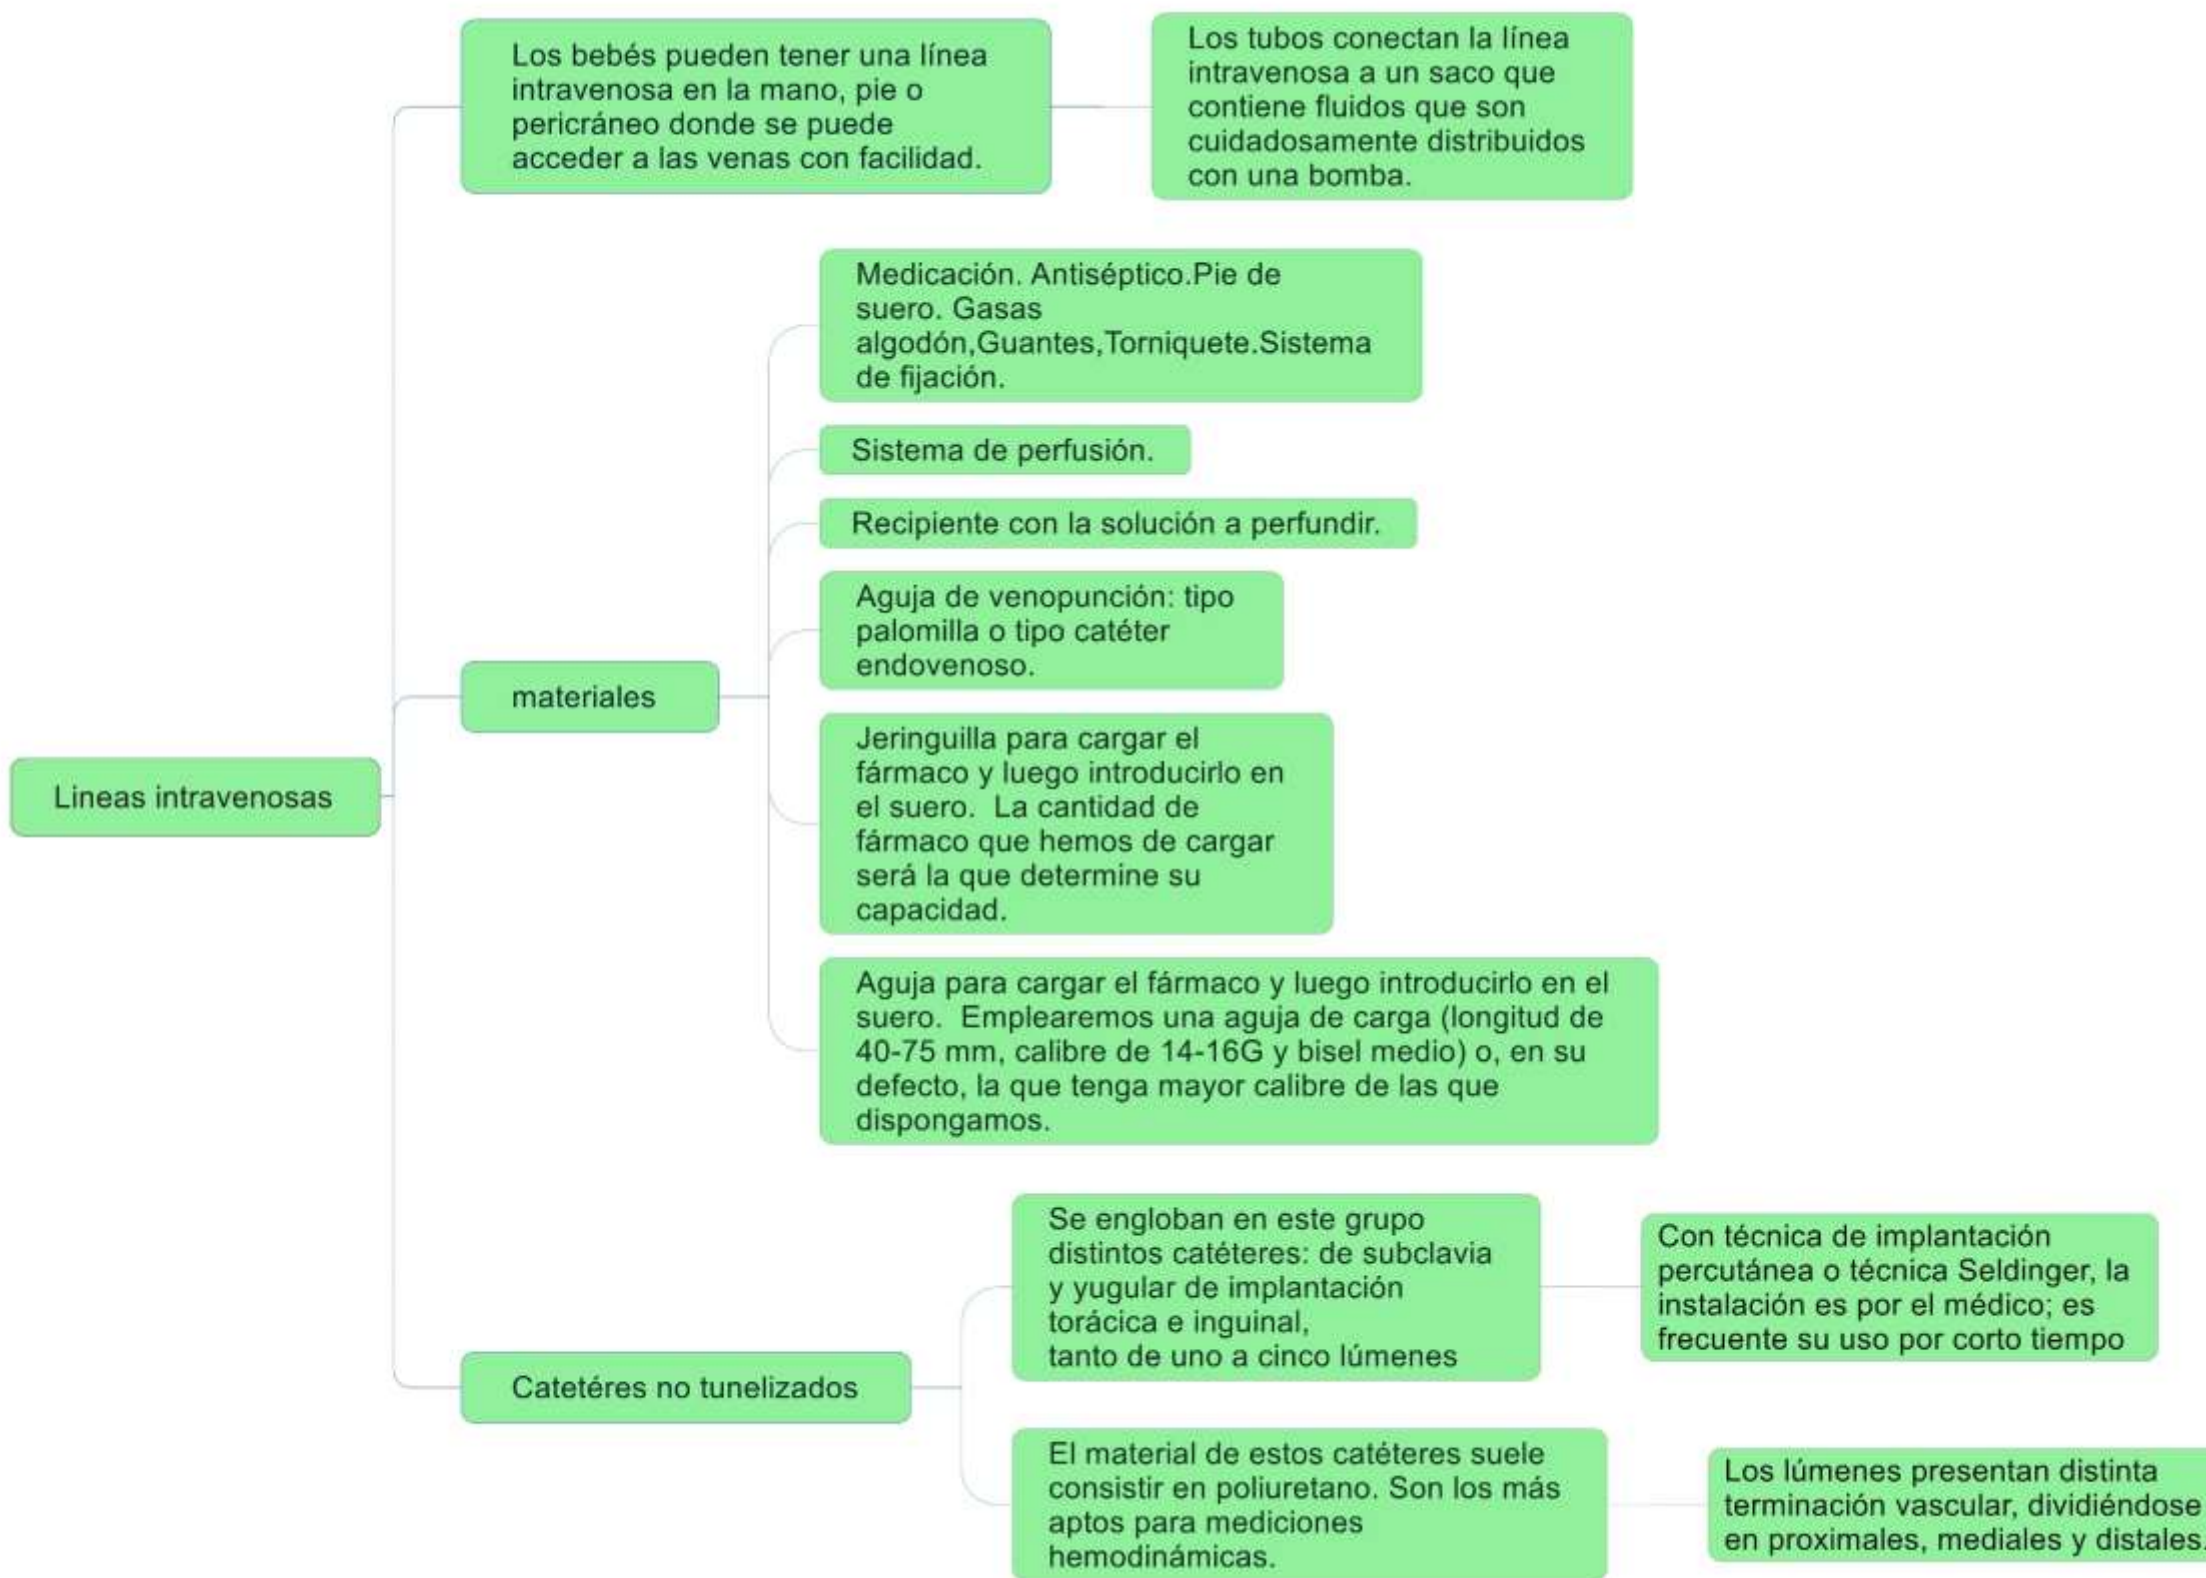 Los bebés pueden tener una línea
intravenosa en la mano, pie o
pericráneo donde se puede
acceder a las venas con facilidad.
Los tubos conectan la línea
intravenosa a un saco que
contiene fluidos que son
cuidadosamente distribuidos
con una bomba.
Medicación. Antiséptico.Pie de
suero. Gasas
algodón,Guantes,Torniquete.Sistema
de fijación.
Sistema de perfusión.
Recipiente con la solución a perfundir.
Aguja de venopunción: tipo
palomilla o tipo catéter
endovenoso.
materiales
Jeringuilla para cargar el
fármaco y luego introducirlo en
el suero.  La cantidad de
fármaco que hemos de cargar
será la que determine su
capacidad.
Lineas intravenosas
Aguja para cargar el fármaco y luego introducirlo en el
suero.  Emplearemos una aguja de carga (longitud de
40-75 mm, calibre de 14-16G y bisel medio) o, en su
defecto, la que tenga mayor calibre de las que
dispongamos.
Se engloban en este grupo
distintos catéteres: de subclavia
y yugular de implantación
torácica e inguinal,
tanto de uno a cinco lúmenes
Con técnica de implantación
percutánea o técnica Seldinger, la
instalación es por el médico; es
frecuente su uso por corto tiempo
Catetéres no tunelizados
El material de estos catéteres suele
consistir en poliuretano. Son los más
aptos para mediciones
hemodinámicas.
Los lúmenes presentan distinta
terminación vascular, dividiéndose
en proximales, mediales y distales.